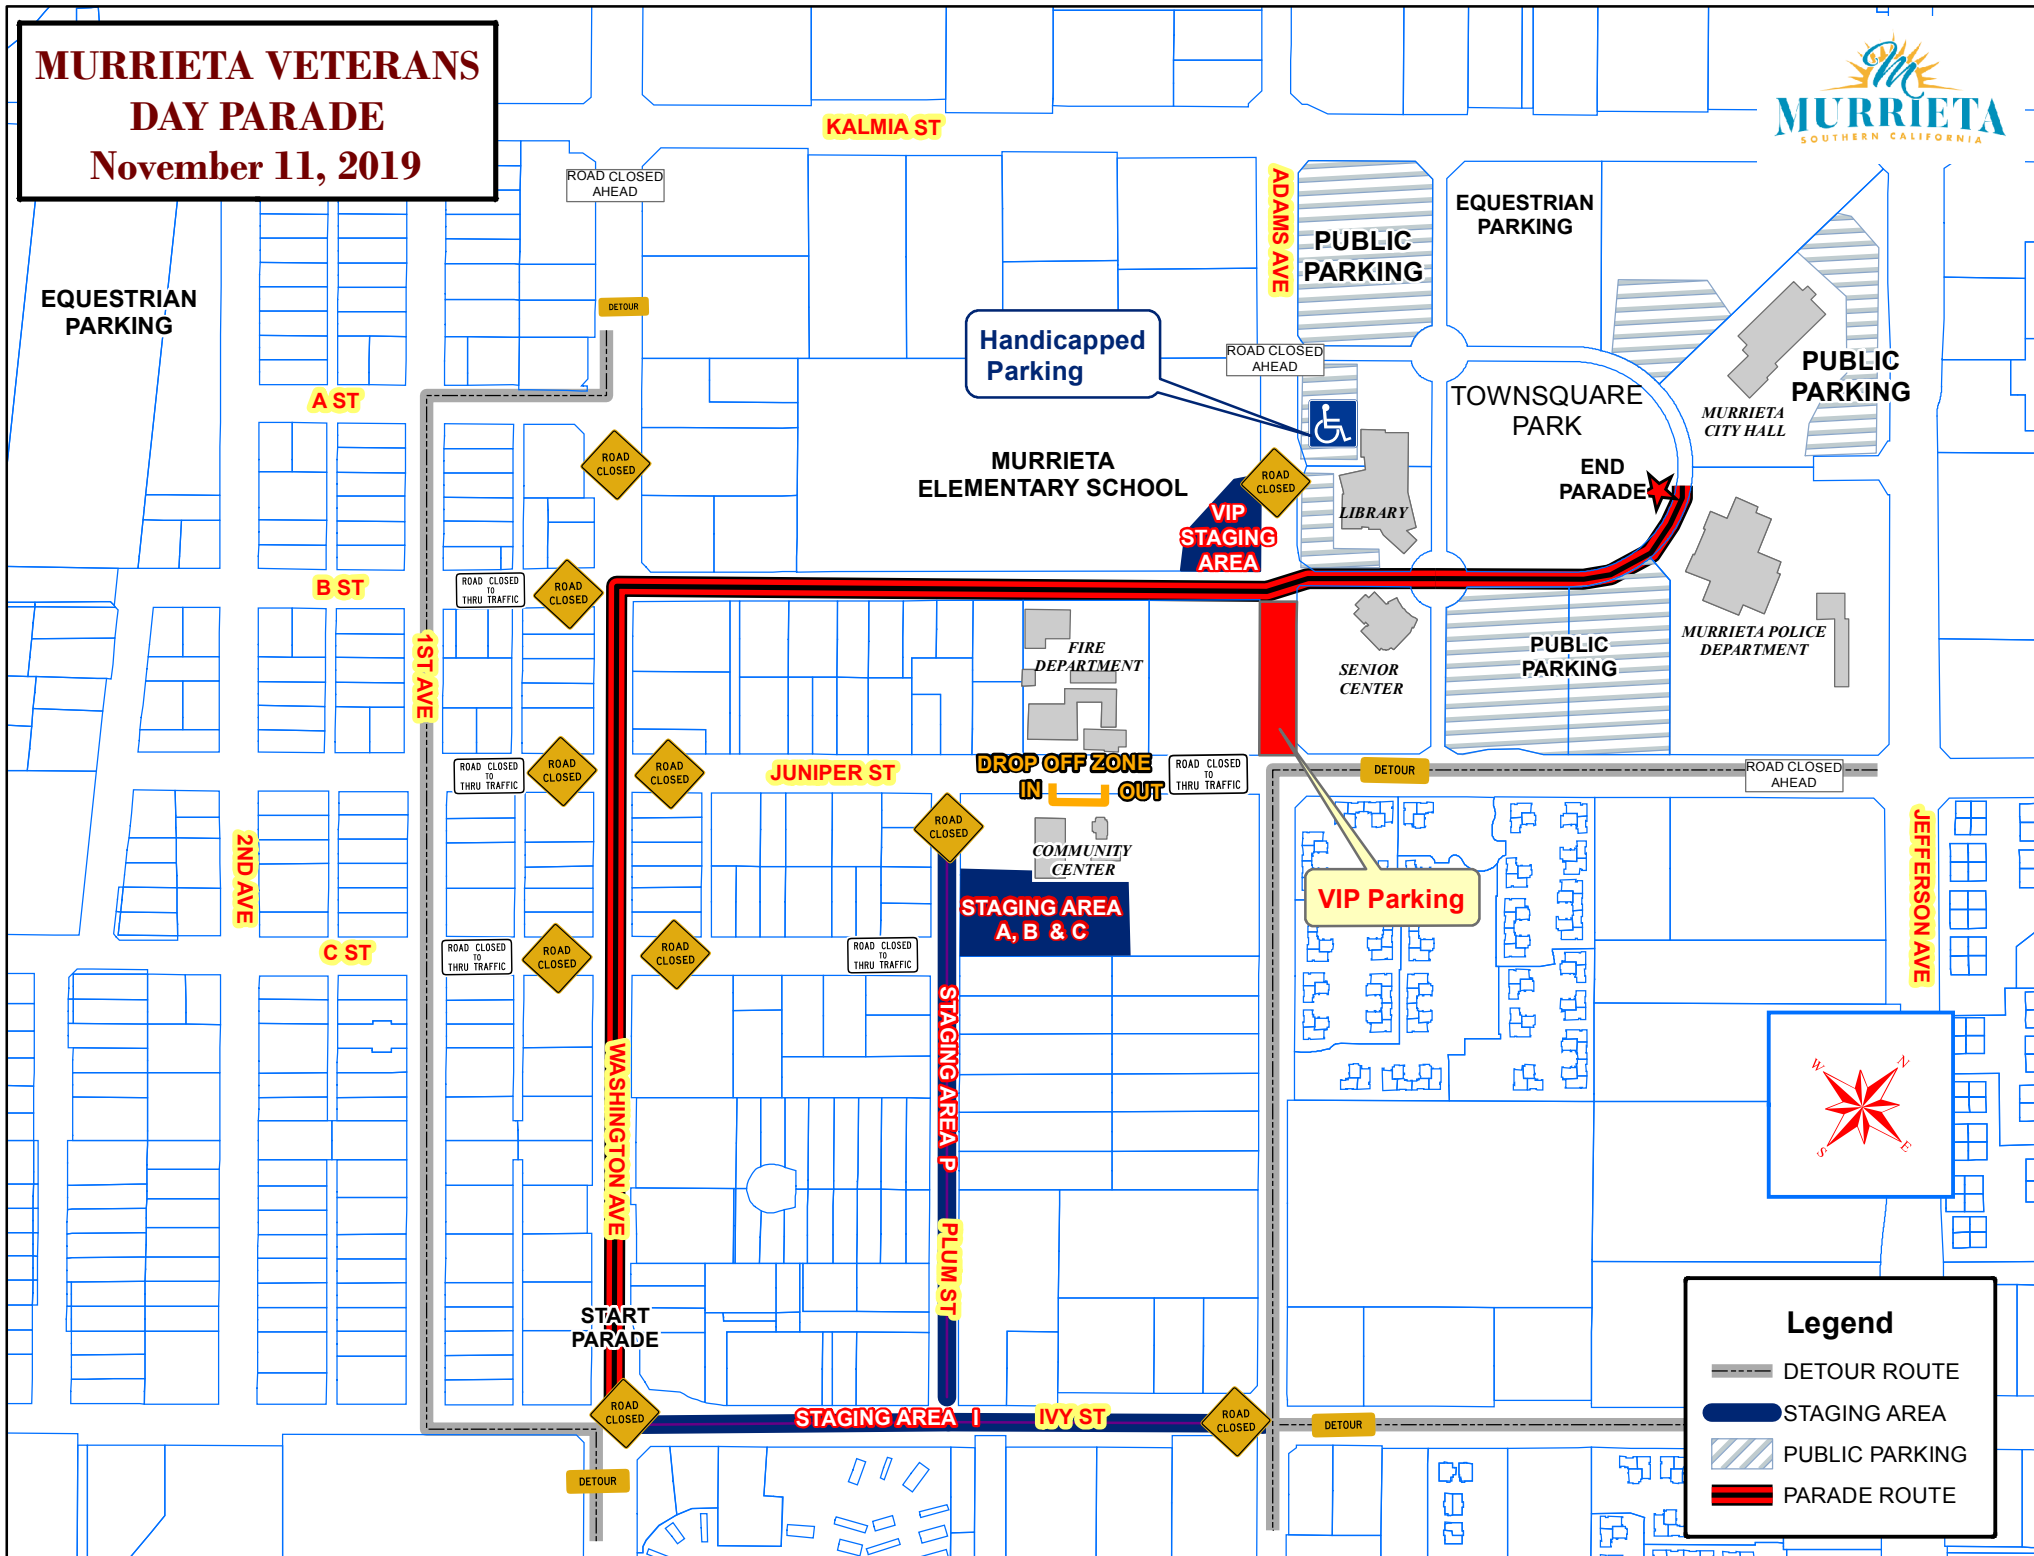 MURRIETA VETERANS
DAY PARADE
November 11, 2019
KALMIA ST
M
MURRIETA
SOUTHERN CALIFORNIA
ROAD CLOSED
AHEAD
ADAMS AVE
EQUESTRIAN
PARKING
PUBLIC
PARKING
EQUESTRIAN
PARKING
DETOUR
Handicapped
Parking
ROAD CLOSED
AHEAD
PUBLIC
PARKING
A ST
TOWNSQUARE
PARK
MURRIETA
CITY HALL
ROAD
CLOSED
MURRIETA
ELEMENTARY SCHOOL
ROAD
CLOSED
END
PARADE
VIP
STAGING
AREA
LIBRARY
B ST
ROAD CLOSED
TO
THRU TRAFFIC
ROAD
CLOSED
1ST AVE
FIRE
DEPARTMENT
SENIOR
CENTER
PUBLIC
PARKING
MURRIETA POLICE
DEPARTMENT
ROAD CLOSED
TO
THRU TRAFFIC
ROAD
CLOSED
ROAD
CLOSED
JUNIPER ST
DROP OFF ZONE
IN
OUT
ROAD CLOSED
TO
THRU TRAFFIC
DETOUR
ROAD CLOSED
AHEAD
2ND AVE
ROAD
CLOSED
COMMUNITY
CENTER
JEFFERSON AVE
VIP Parking
STAGING AREA
A, B & C
C ST
ROAD CLOSED
TO
THRU TRAFFIC
ROAD
CLOSED
ROAD
CLOSED
ROAD CLOSED
TO
THRU TRAFFIC
STAGING AREA P
WASHINGTON AVE
W
N
S
E
PLUM ST
START
PARADE
ROAD
CLOSED
STAGING AREA I
IVY ST
ROAD
CLOSED
DETOUR
DETOUR
Legend
DETOUR ROUTE
STAGING AREA
PUBLIC PARKING
PARADE ROUTE